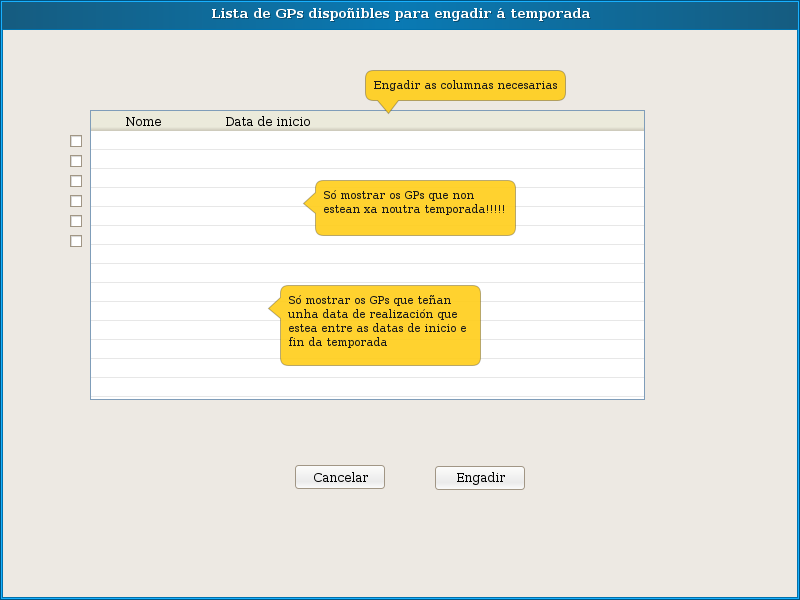 Lista de GPs dispoñibles para engadir á temporada
Engadir as columnas necesarias
Nome Data de inicio
Só mostrar os GPs que non
estean xa noutra temporada!!!!!
Só mostrar os GPs que teñan
unha data de realización que
estea entre as datas de inicio e
fin da temporada
Cancelar Engadir